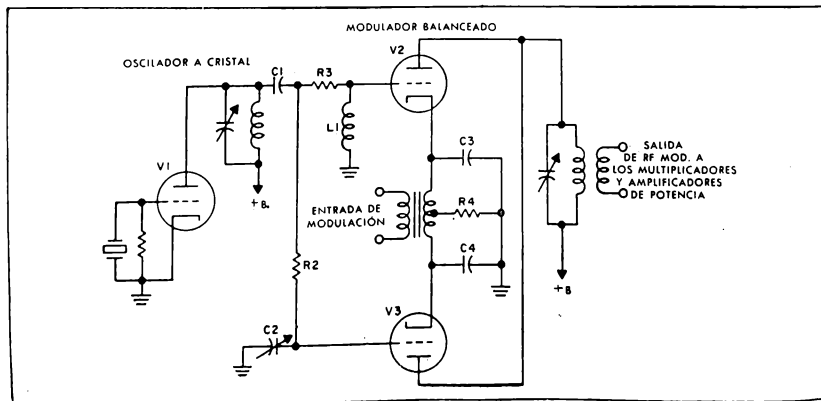 MODULADOR BALANCEADO
OSCILADOR A CRISTAL
V2
C1
R3
L1
V1
+B.
C3
ENTRADA DE
MODULACIÓN
R4
C4
R2
V3
C2
SALIDA
DE RF MOD. A
LOS MULTIPLICADORES
Y AMPLIFICADORES
DE POTENCIA
+B